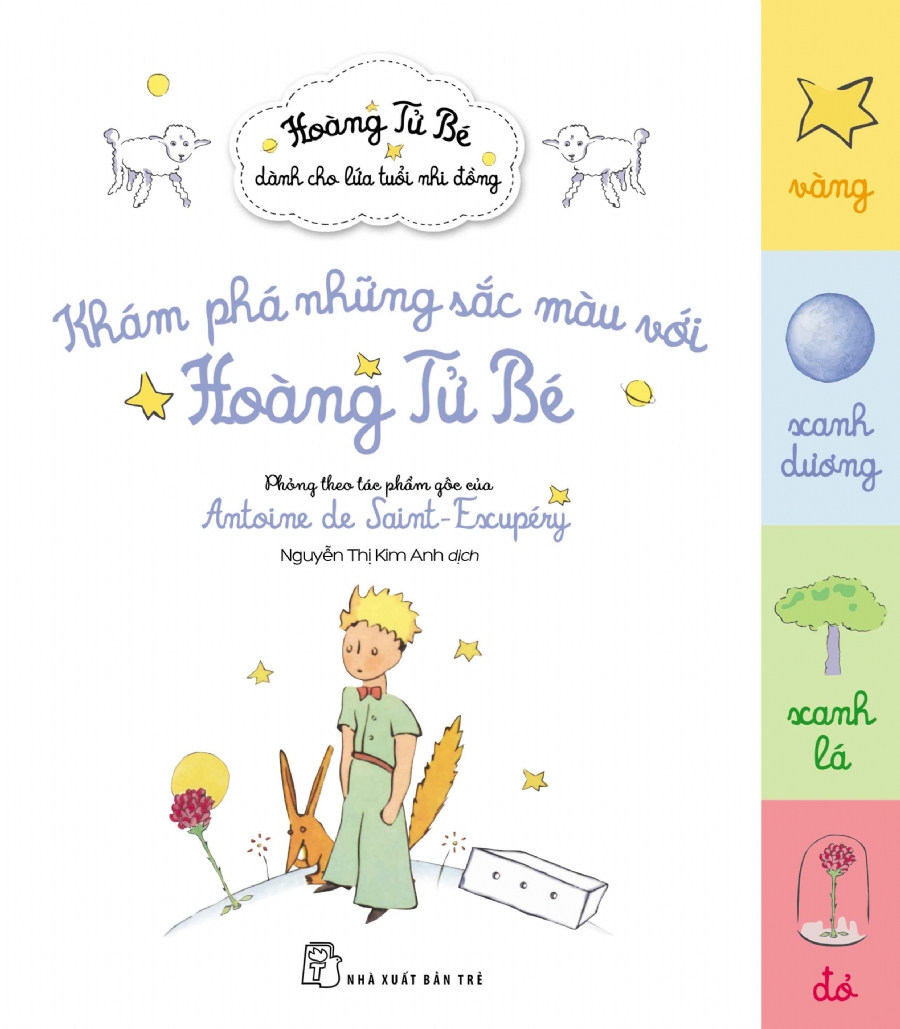 Hoàng Tử Bé
dành cho lứa tuổi nhi đồng
Khám phá những sắc màu với
Hoàng Tử Bé
Phỏng theo tác phẩm gốc của
Antoine de Saint-Excupéry
Nguyễn Thị Kim Anh dịch
NHÀ XUẤT BẢN TRẺ
vàng
xanh
dương
xanh
lá
đỏ